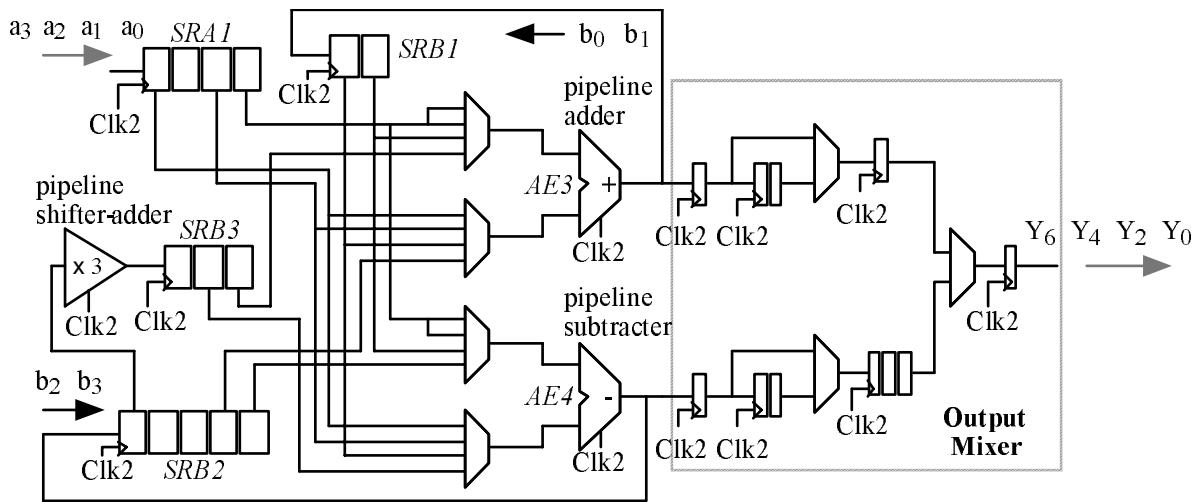 a3 a2 a1 a0
SRA1
Clk2
Clk2
SRB1
b0 b1
pipeline
adder
AE3
+
Clk2
Clk2
Clk2
Clk2
pipeline
shifter-adder
x 3
Clk2
SRB3
Clk2
Y6 Y4 Y2 Y0
Clk2
pipeline
subtracter
AE4
-
Clk2
Clk2
Clk2
Clk2
b2 b3
Clk2
SRB2
Output
Mixer